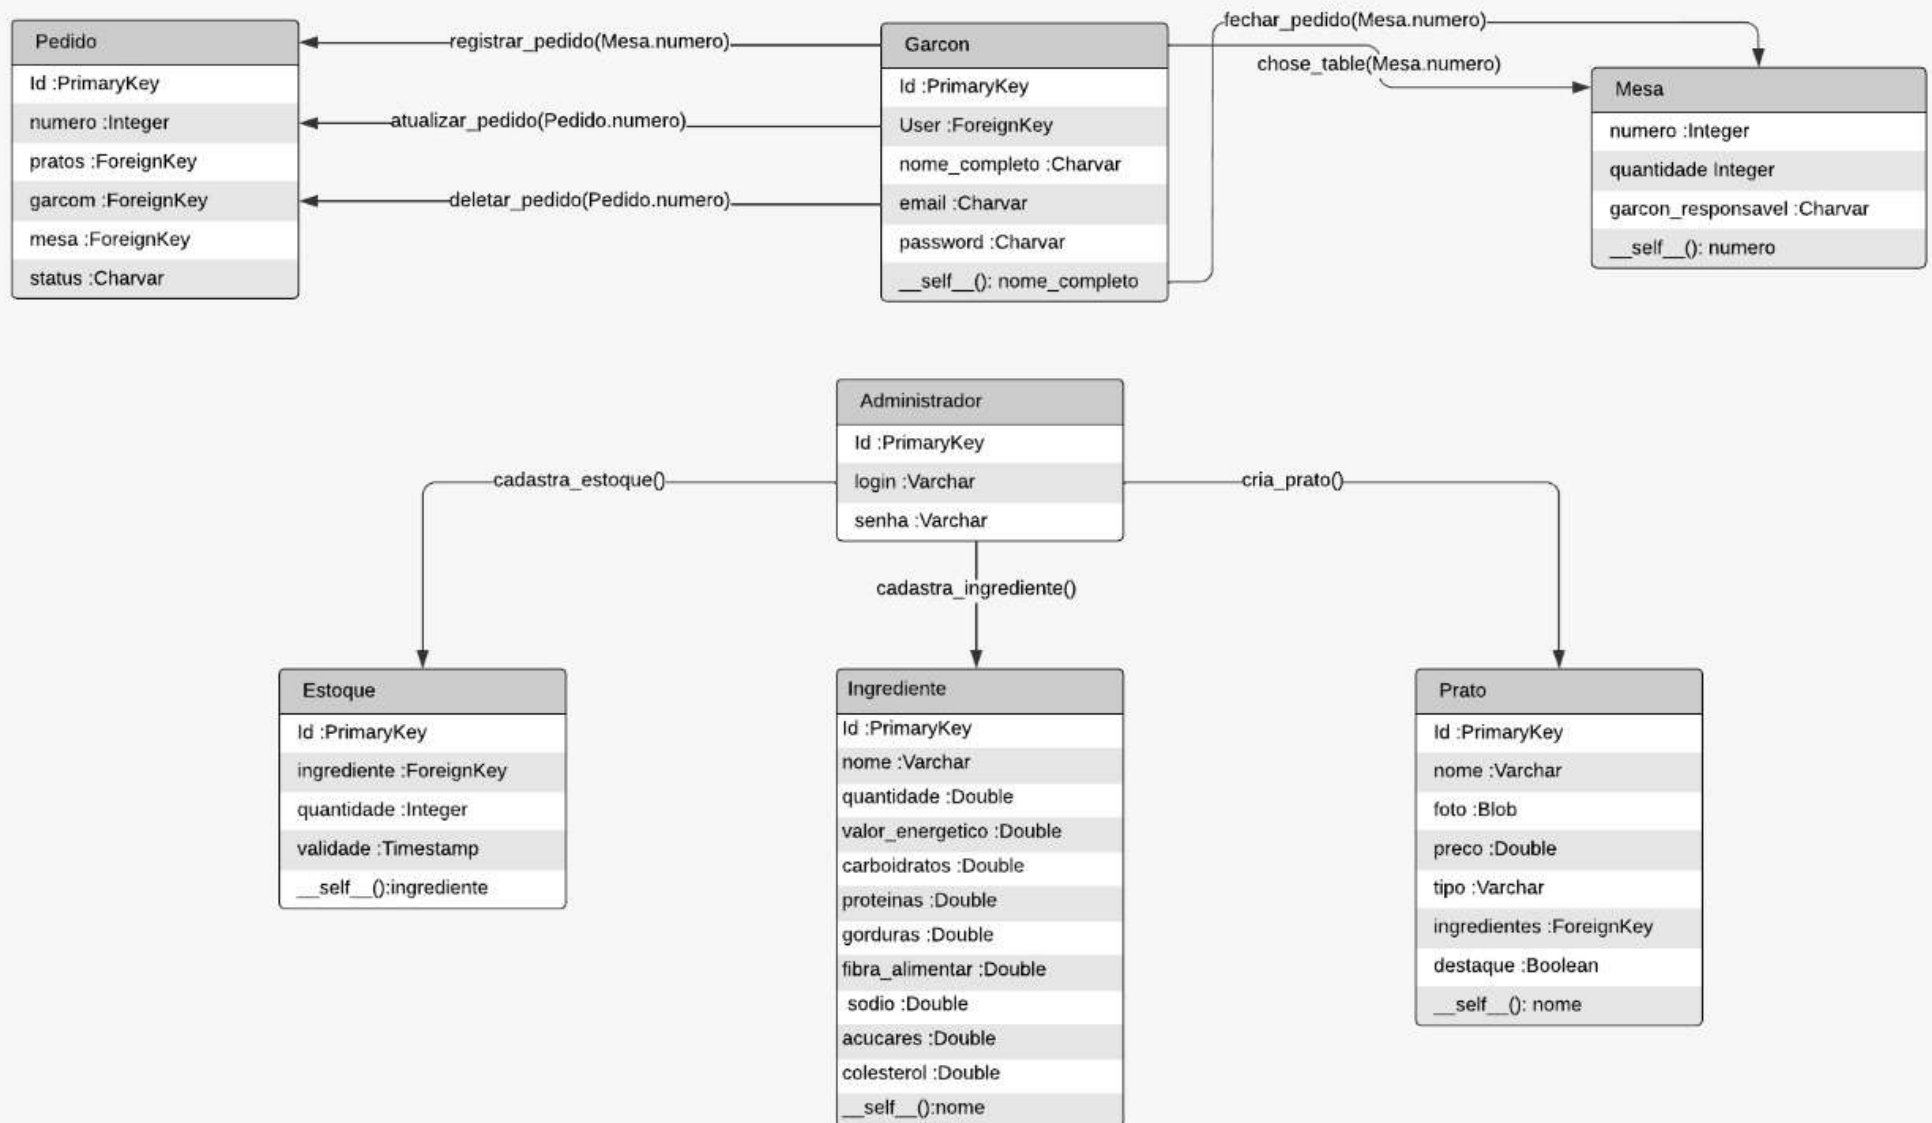 Pedido
Id :PrimaryKey
numero :Integer
pratos :ForeignKey
garcom :ForeignKey
mesa :ForeignKey
status :Charvar
registrar_pedido(Mesa.numero)
atualizar_pedido(Pedido.numero)
deletar_pedido(Pedido.numero)
Garcon
Id :PrimaryKey
User :ForeignKey
nome_completo :Charvar
email :Charvar
password :Charvar
__self__(): nome_completo
fechar_pedido(Mesa.numero)
chose_table(Mesa.numero)
Mesa
numero :Integer
quantidade Integer
garcon_responsavel :Charvar
__self__(): numero
Administrador
Id :PrimaryKey
login :Varchar
senha :Varchar
cadastra_estoque()
cadastra_ingrediente()
cria_prato()
Estoque
Id :PrimaryKey
ingrediente :ForeignKey
quantidade :Integer
validade :Timestamp
__self__():ingrediente
Ingrediente
Id :PrimaryKey
nome :Varchar
quantidade :Double
valor_energetico :Double
carboidratos :Double
proteinas :Double
gorduras :Double
fibra_alimentar :Double
sodio :Double
acucares :Double
colesterol :Double
__self__():nome
Prato
Id :PrimaryKey
nome :Varchar
foto :Blob
preco :Double
tipo :Varchar
ingredientes :ForeignKey
destaque :Boolean
__self__(): nome